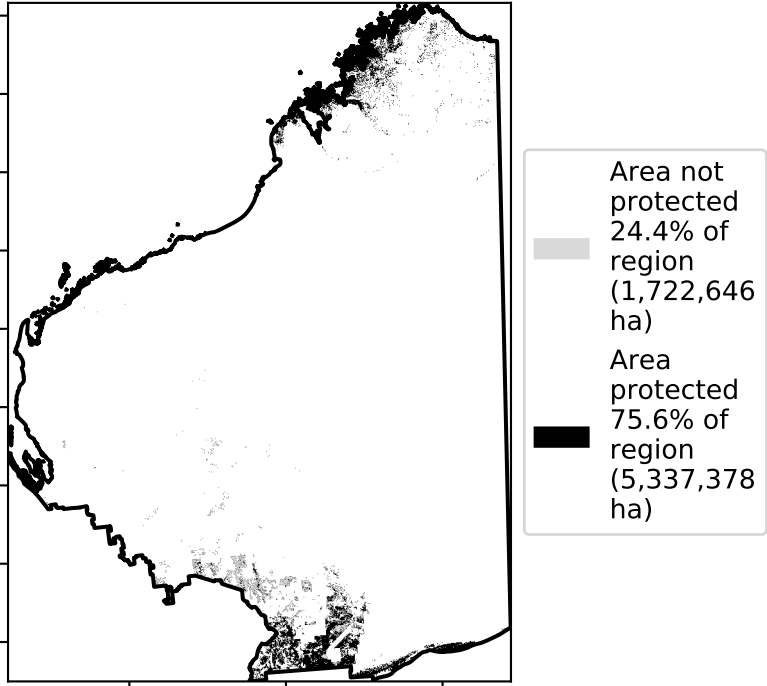 Area not
protected
24.4% of
region
(1,722,646
ha)
Area
protected
75.6% of
region
(5,337,378
ha)